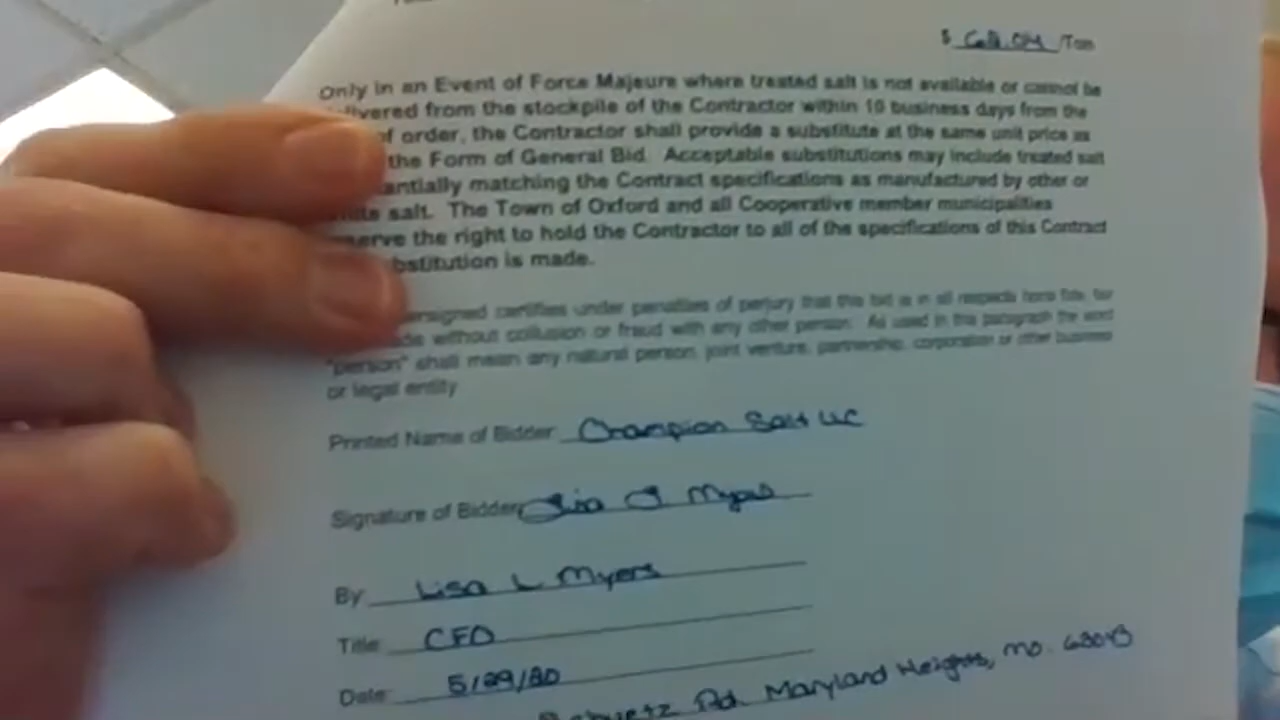 $ /Ton
Only in an Event of Force Majeure where treated salt is not available or cannot be
livered from the stockpile of the Contractor within 10 business days from the
of order, the Contractor shall provide a substitute at the same unit price as
the Form of General Bid. Acceptable substitutions may include treated salt
antially matching the Contract specifications as manufactured by other or
salt. The Town of Oxford and all Cooperative member municipalities
serve the right to hold the Contractor to all of the specifications of this Contract
bstitution is made.
ersigned certifies under penalties of perjury that this bid is in all respects bona fide, fair
de without collusion or fraud with any other person. As used in this paragraph the word
"person" shall mean any natural person, joint venture, partnership, corporation or other business
or legal entity
Printed Name of Bidder: Champion Salt LLC
Signature of Bidder: Lisa Myers
By: Lisa L Myers
Title: CFO
Date:
Rd. Maryland Heights, Mo.